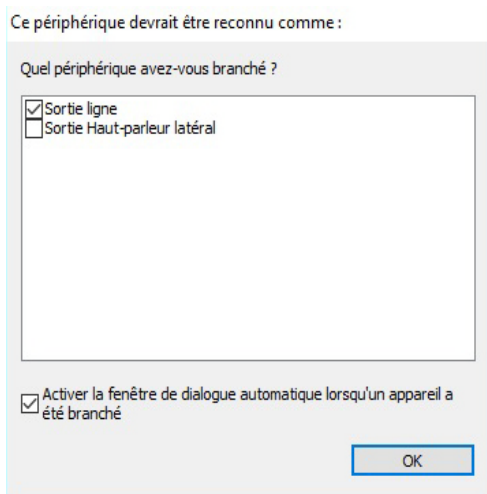 Ce périphérique devrait être reconnu comme :
Quel périphérique avez-vous branché ?
Sortie ligne
Sortie Haut-parleur latéral
Activer la fenêtre de dialogue automatique lorsqu'un appareil a
été branché
OK